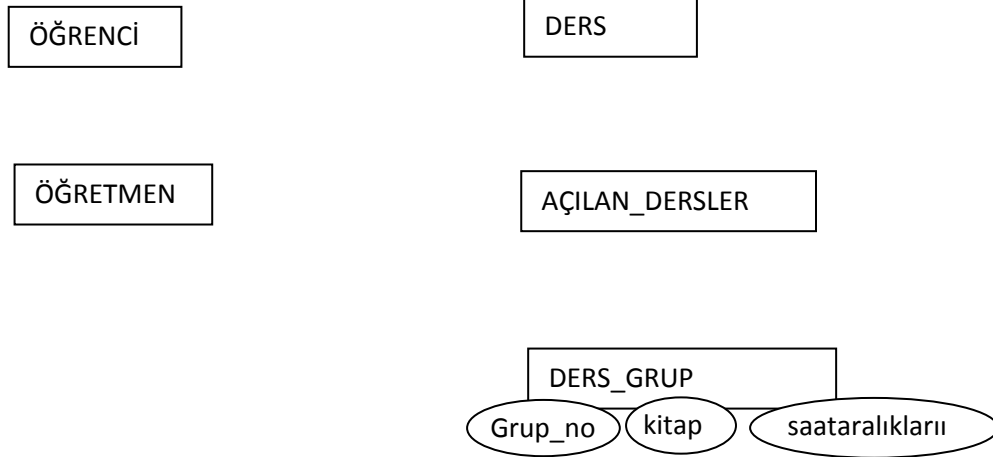 ÖĞRENCİ
DERS
ÖĞRETMEN
AÇILAN_DERSLER
DERS_GRUP
Grup_no
kitap
saataralıklarıı